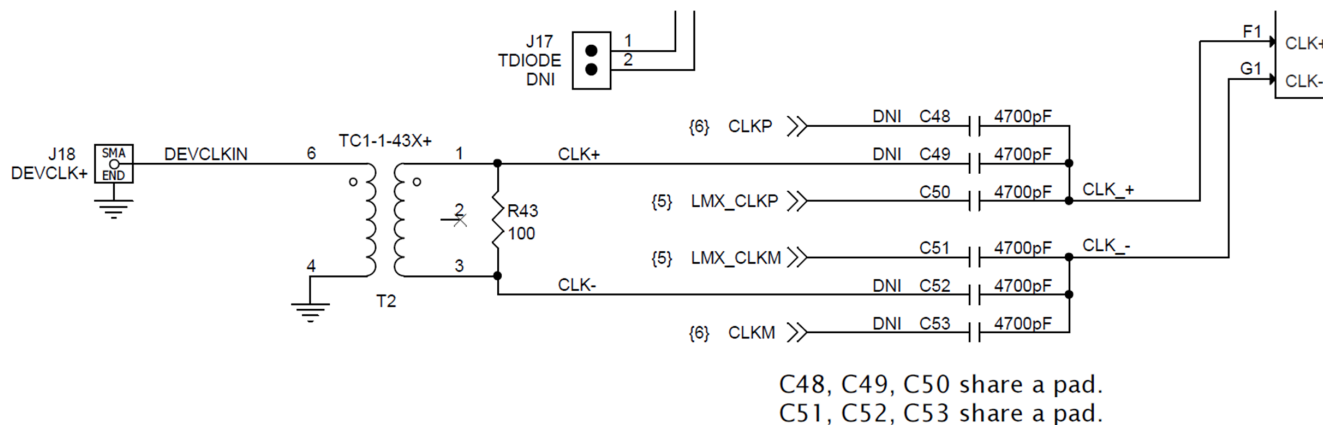 J17
TDIODE
DNI
1
2
F1
CLK+
G1
CLK-
{6} CLKP
DNI C48 4700pF
J18
DEVCLK+
SMA
END
DEVCLKIN
6
TC1-1-43X+
1
CLK+
DNI C49 4700pF
2
R43
100
{5} LMX_CLKP
C50 4700pF
CLK_+
{5} LMX_CLKM
C51 4700pF
CLK_-
4
3
T2
CLK-
DNI C52 4700pF
{6} CLKM
DNI C53 4700pF
C48, C49, C50 share a pad.
C51, C52, C53 share a pad.